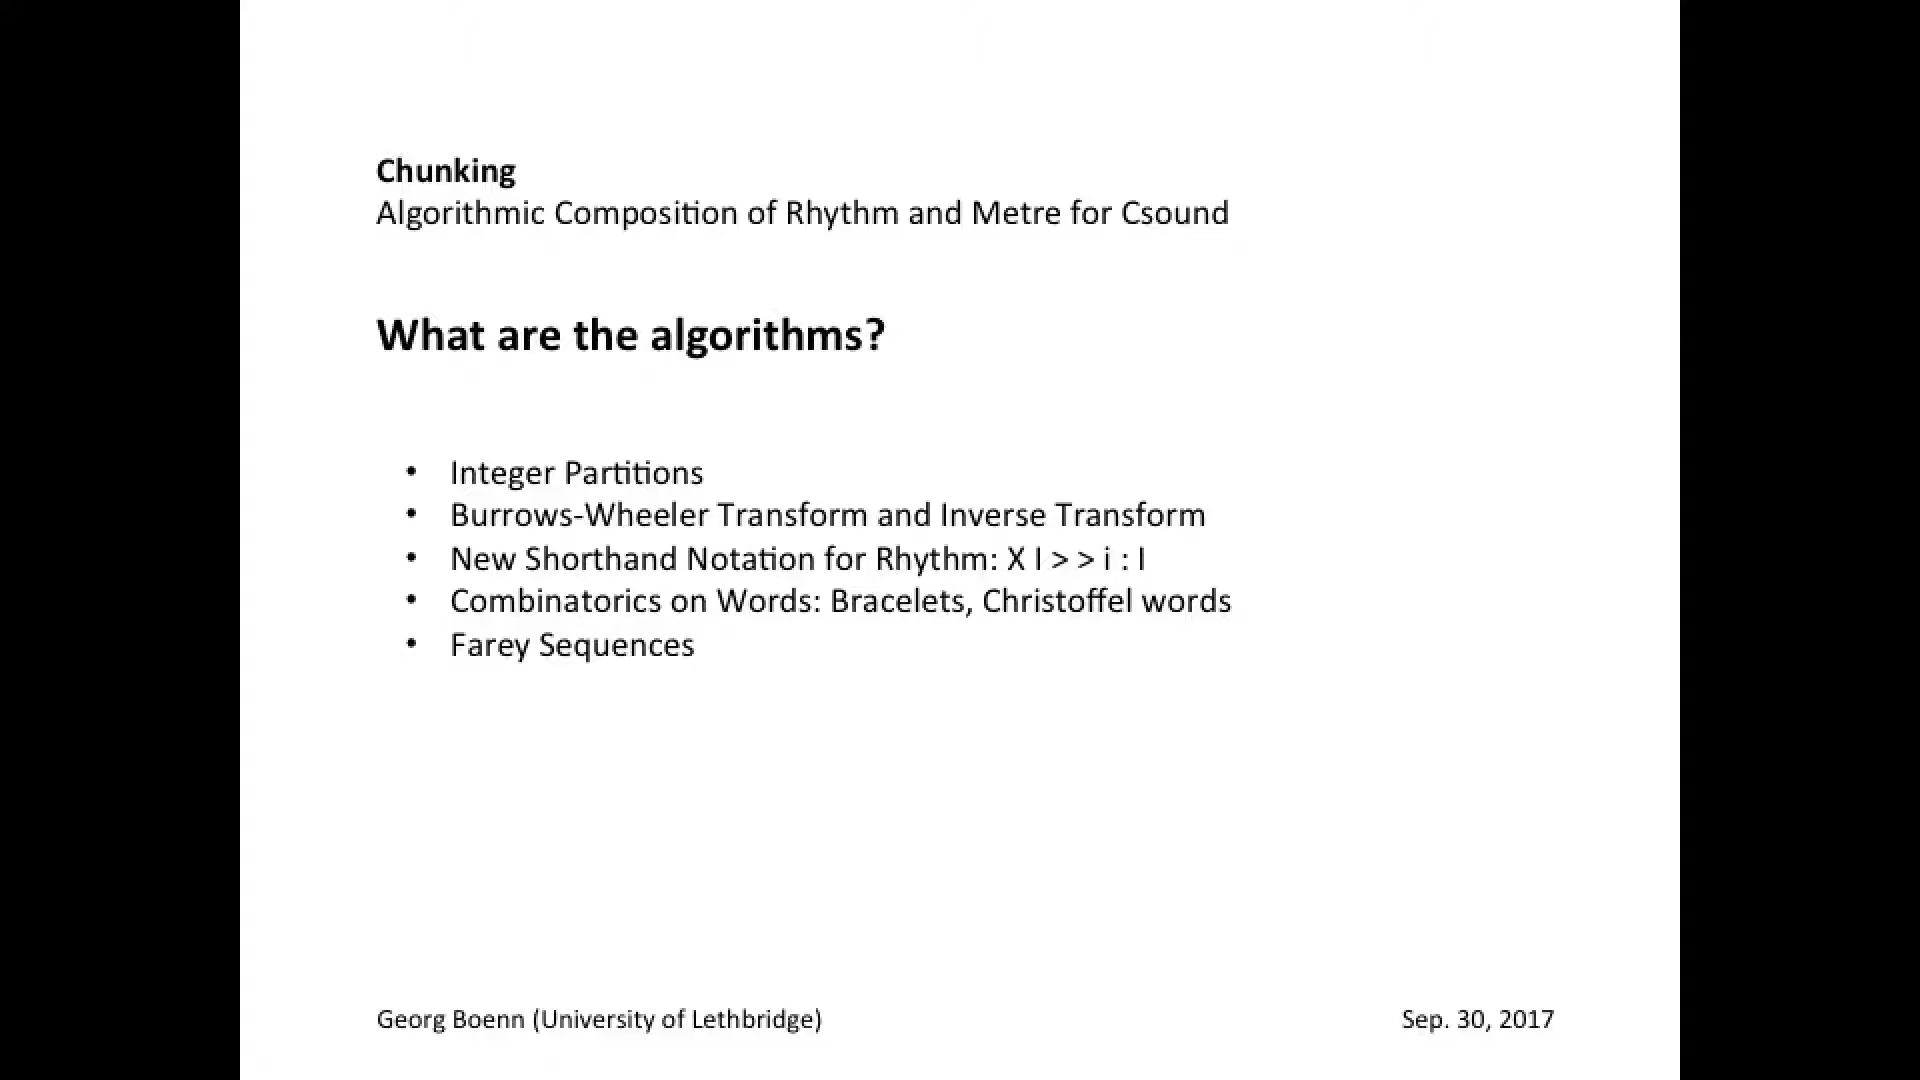 Chunking
Algorithmic Composition of Rhythm and Metre for Csound
What are the algorithms?
• Integer Partitions
• Burrows-Wheeler Transform and Inverse Transform
• New Shorthand Notation for Rhythm: X I > > i : I
• Combinatorics on Words: Bracelets, Christoffel words
• Farey Sequences
Georg Boenn (University of Lethbridge)
Sep. 30, 2017